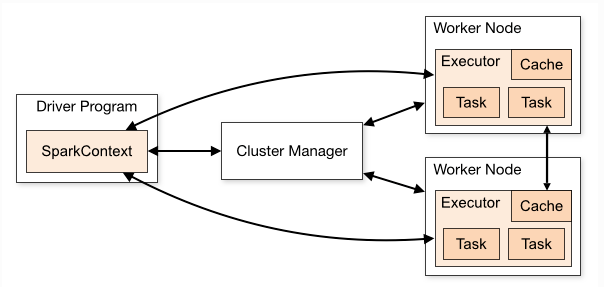 Driver Program
SparkContext
Cluster Manager
Worker Node
Executor
Cache
Task
Task
Worker Node
Executor
Cache
Task
Task